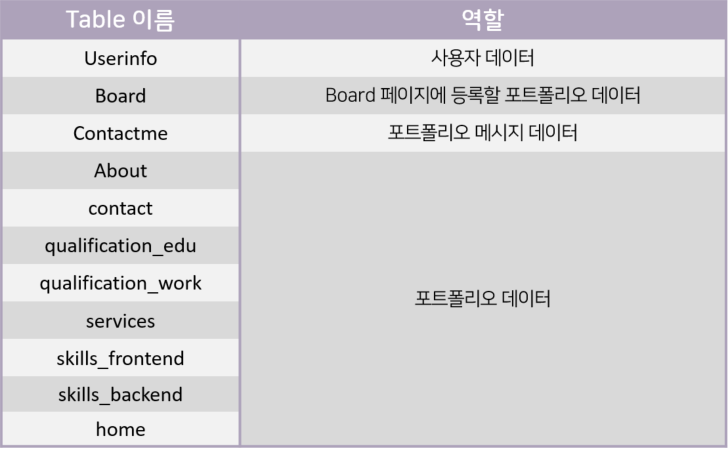 Table 이름 역할
Userinfo 사용자 데이터
Board Board 페이지에 등록할 포트폴리오 데이터
Contactme 포트폴리오 메시지 데이터
About
contact
qualification_edu
qualification_work
포트폴리오 데이터
services
skills_frontend
skills_backend
home